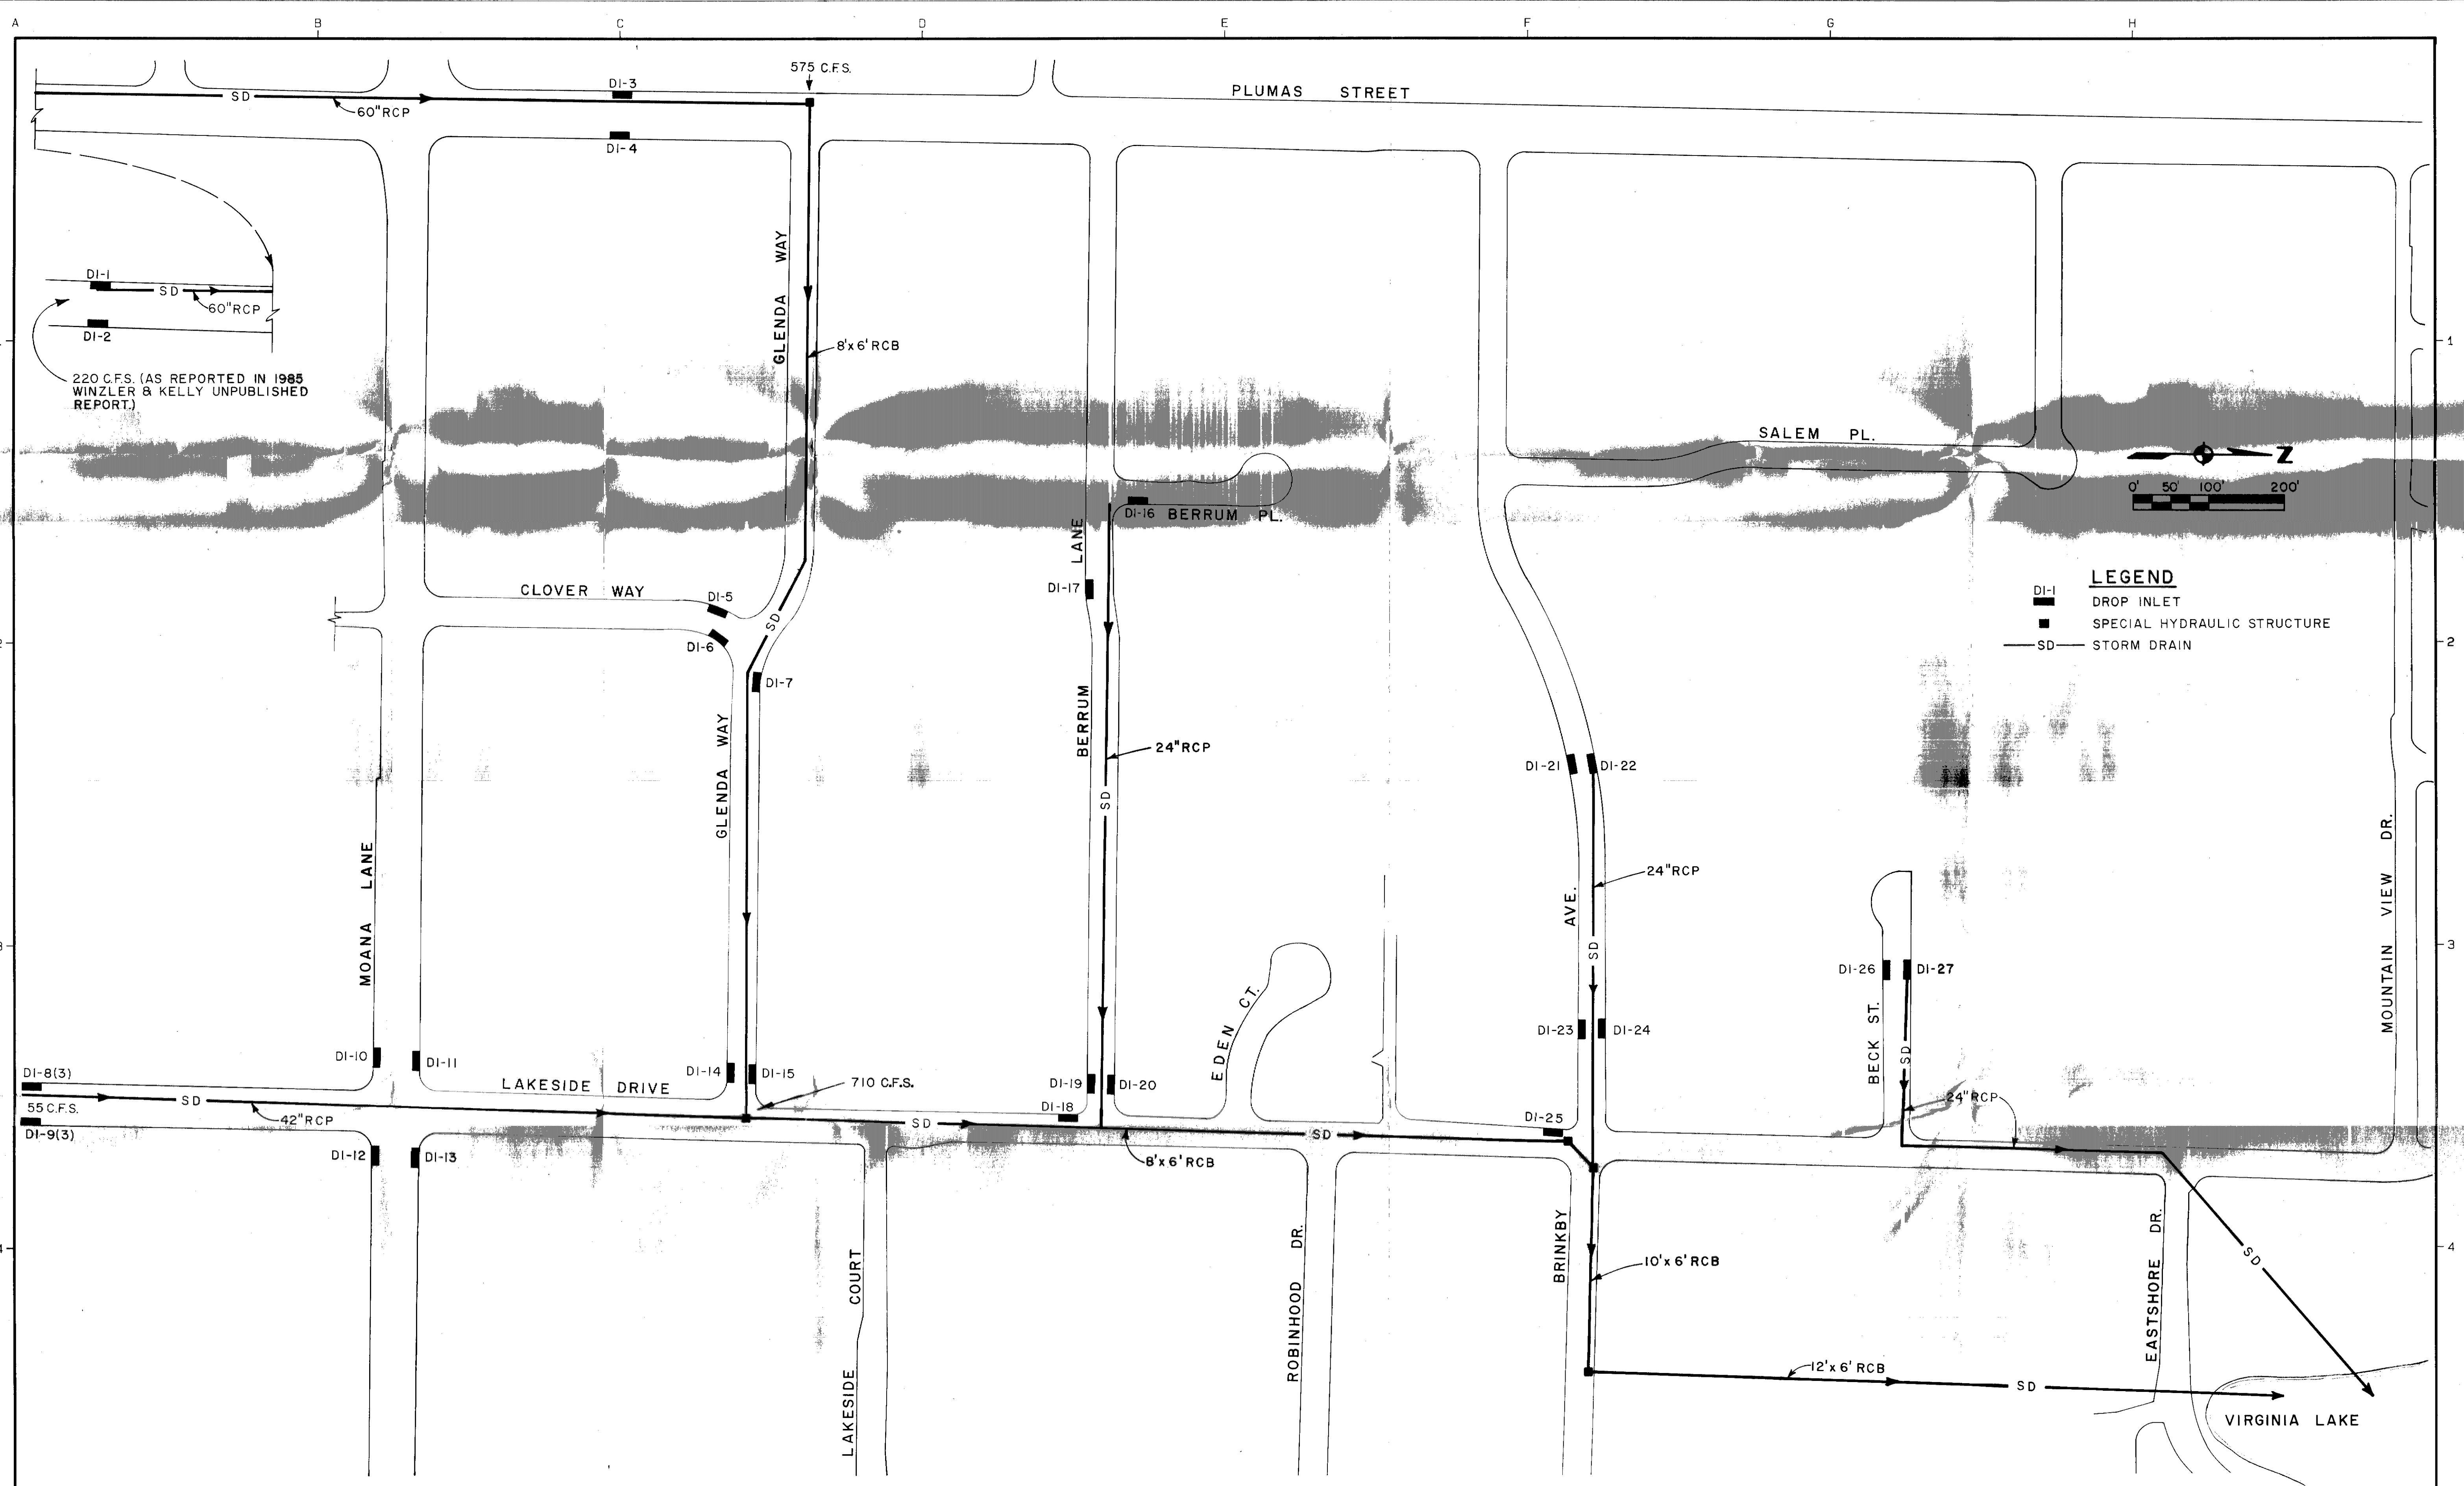 A B C D E F G H
575 C.F.S.
DI-3
SD
60" RCP
PLUMAS STREET
DI-4
GLENDA WAY
DI-1
SD
60" RCP
DI-2
8'x 6' RCB
1
220 C.F.S. (AS REPORTED IN 1985
WINZLER & KELLY UNPUBLISHED
REPORT.)
SALEM PL.
Z
0' 50' 100' 200'
DI-16 BERRUM PL.
LANE
BERRUM
DI-17
CLOVER WAY
DI-5
SD
DI-6
DI-7
LEGEND
DI-1
DROP INLET
SPECIAL HYDRAULIC STRUCTURE
SD STORM DRAIN
2
2
GLENDA WAY
24" RCP
SD
DI-21 DI-22
24" RCP
AVE.
SD
MOANA LANE
MOUNTAIN VIEW DR.
3
3
DI-26 DI-27
EDEN CT.
DI-23 DI-24
BECK ST.
SD
DI-10 DI-11
DI-8(3)
LAKESIDE DRIVE
DI-14 DI-15
710 C.F.S.
DI-19 DI-20
DI-18
24" RCP
SD
55 C.F.S.
42" RCP
DI-9(3)
SD
SD
DI-25
DI-12 DI-13
8'x 6' RCB
LAKESIDE COURT
ROBINHOOD DR.
BRINKBY
10'x 6' RCB
EASTSHORE DR.
SD
4
4
12'x 6' RCB
SD
VIRGINIA LAKE